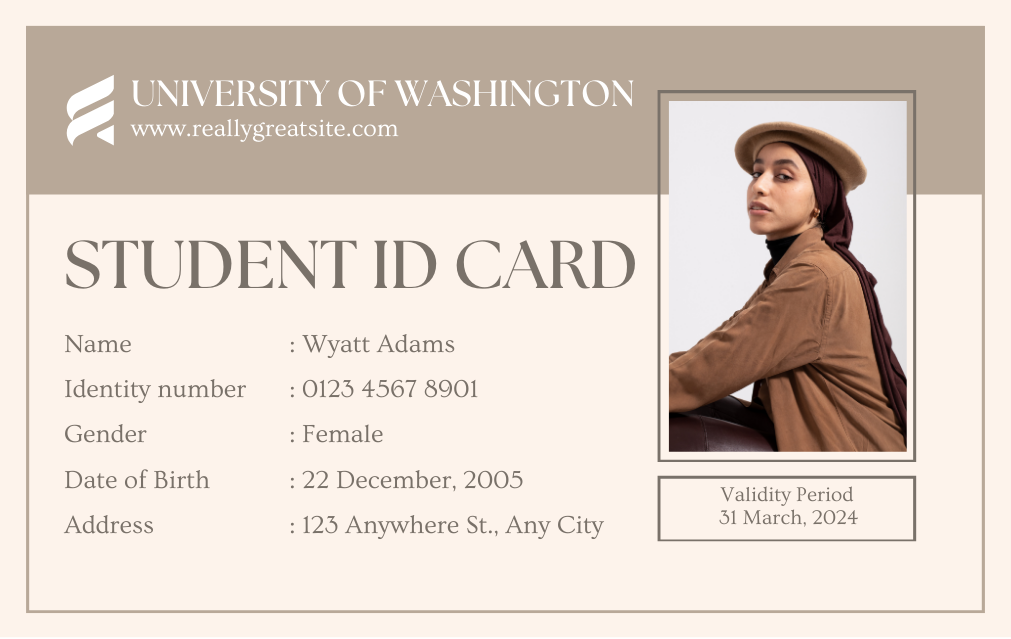 UNIVERSITY OF WASHINGTON
www.reallygreatsite.com
STUDENT ID CARD
Name : Wyatt Adams
Identity number : 0123 4567 8901
Gender : Female
Date of Birth : 22 December, 2005
Address : 123 Anywhere St., Any City
Validity Period
31 March, 2024